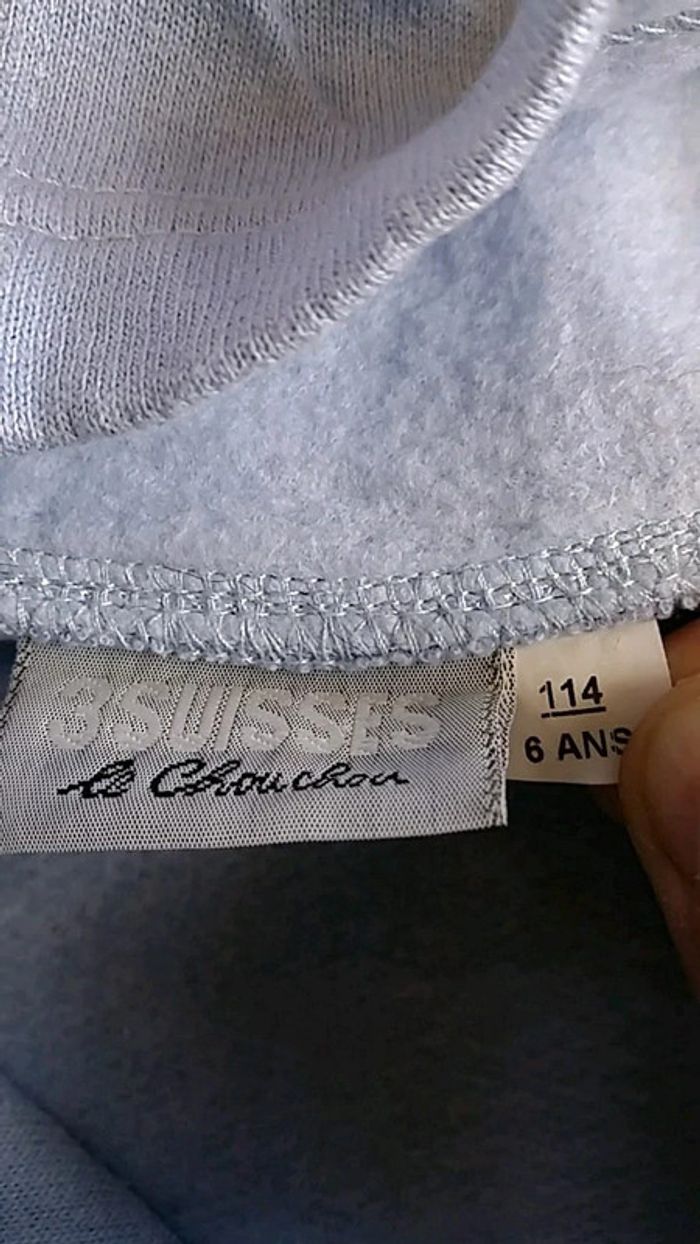 3SUISSES
le Chouchou
114
6 ANS